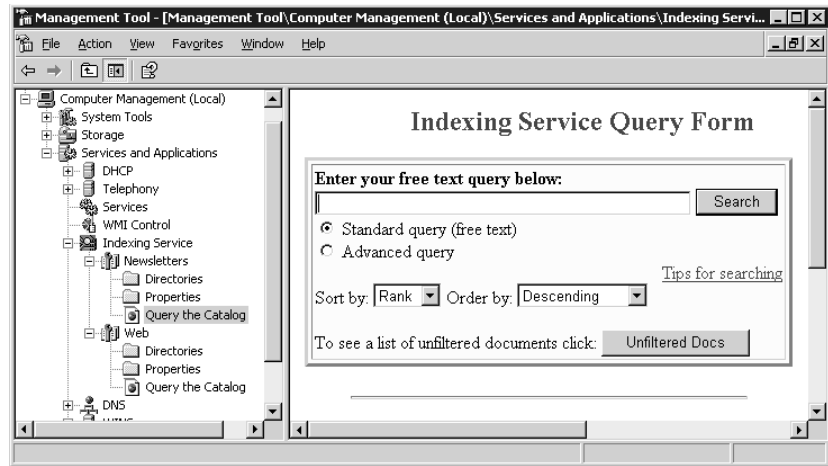 Management Tool - [Management Tool\Computer Management (Local)\Services and Applications\Indexing Servi...
File Action View Favorites Window Help
Computer Management (Local)
System Tools
Storage
Services and Applications
DHCP
Telephony
Services
WMI Control
Indexing Service
Newsletters
Directories
Properties
Query the Catalog
Web
Directories
Properties
Query the Catalog
DNS
WINS
Indexing Service Query Form
Enter your free text query below:
Search
Standard query (free text)
Advanced query
Tips for searching
Sort by: Rank Order by: Descending
To see a list of unfiltered documents click: Unfiltered Docs